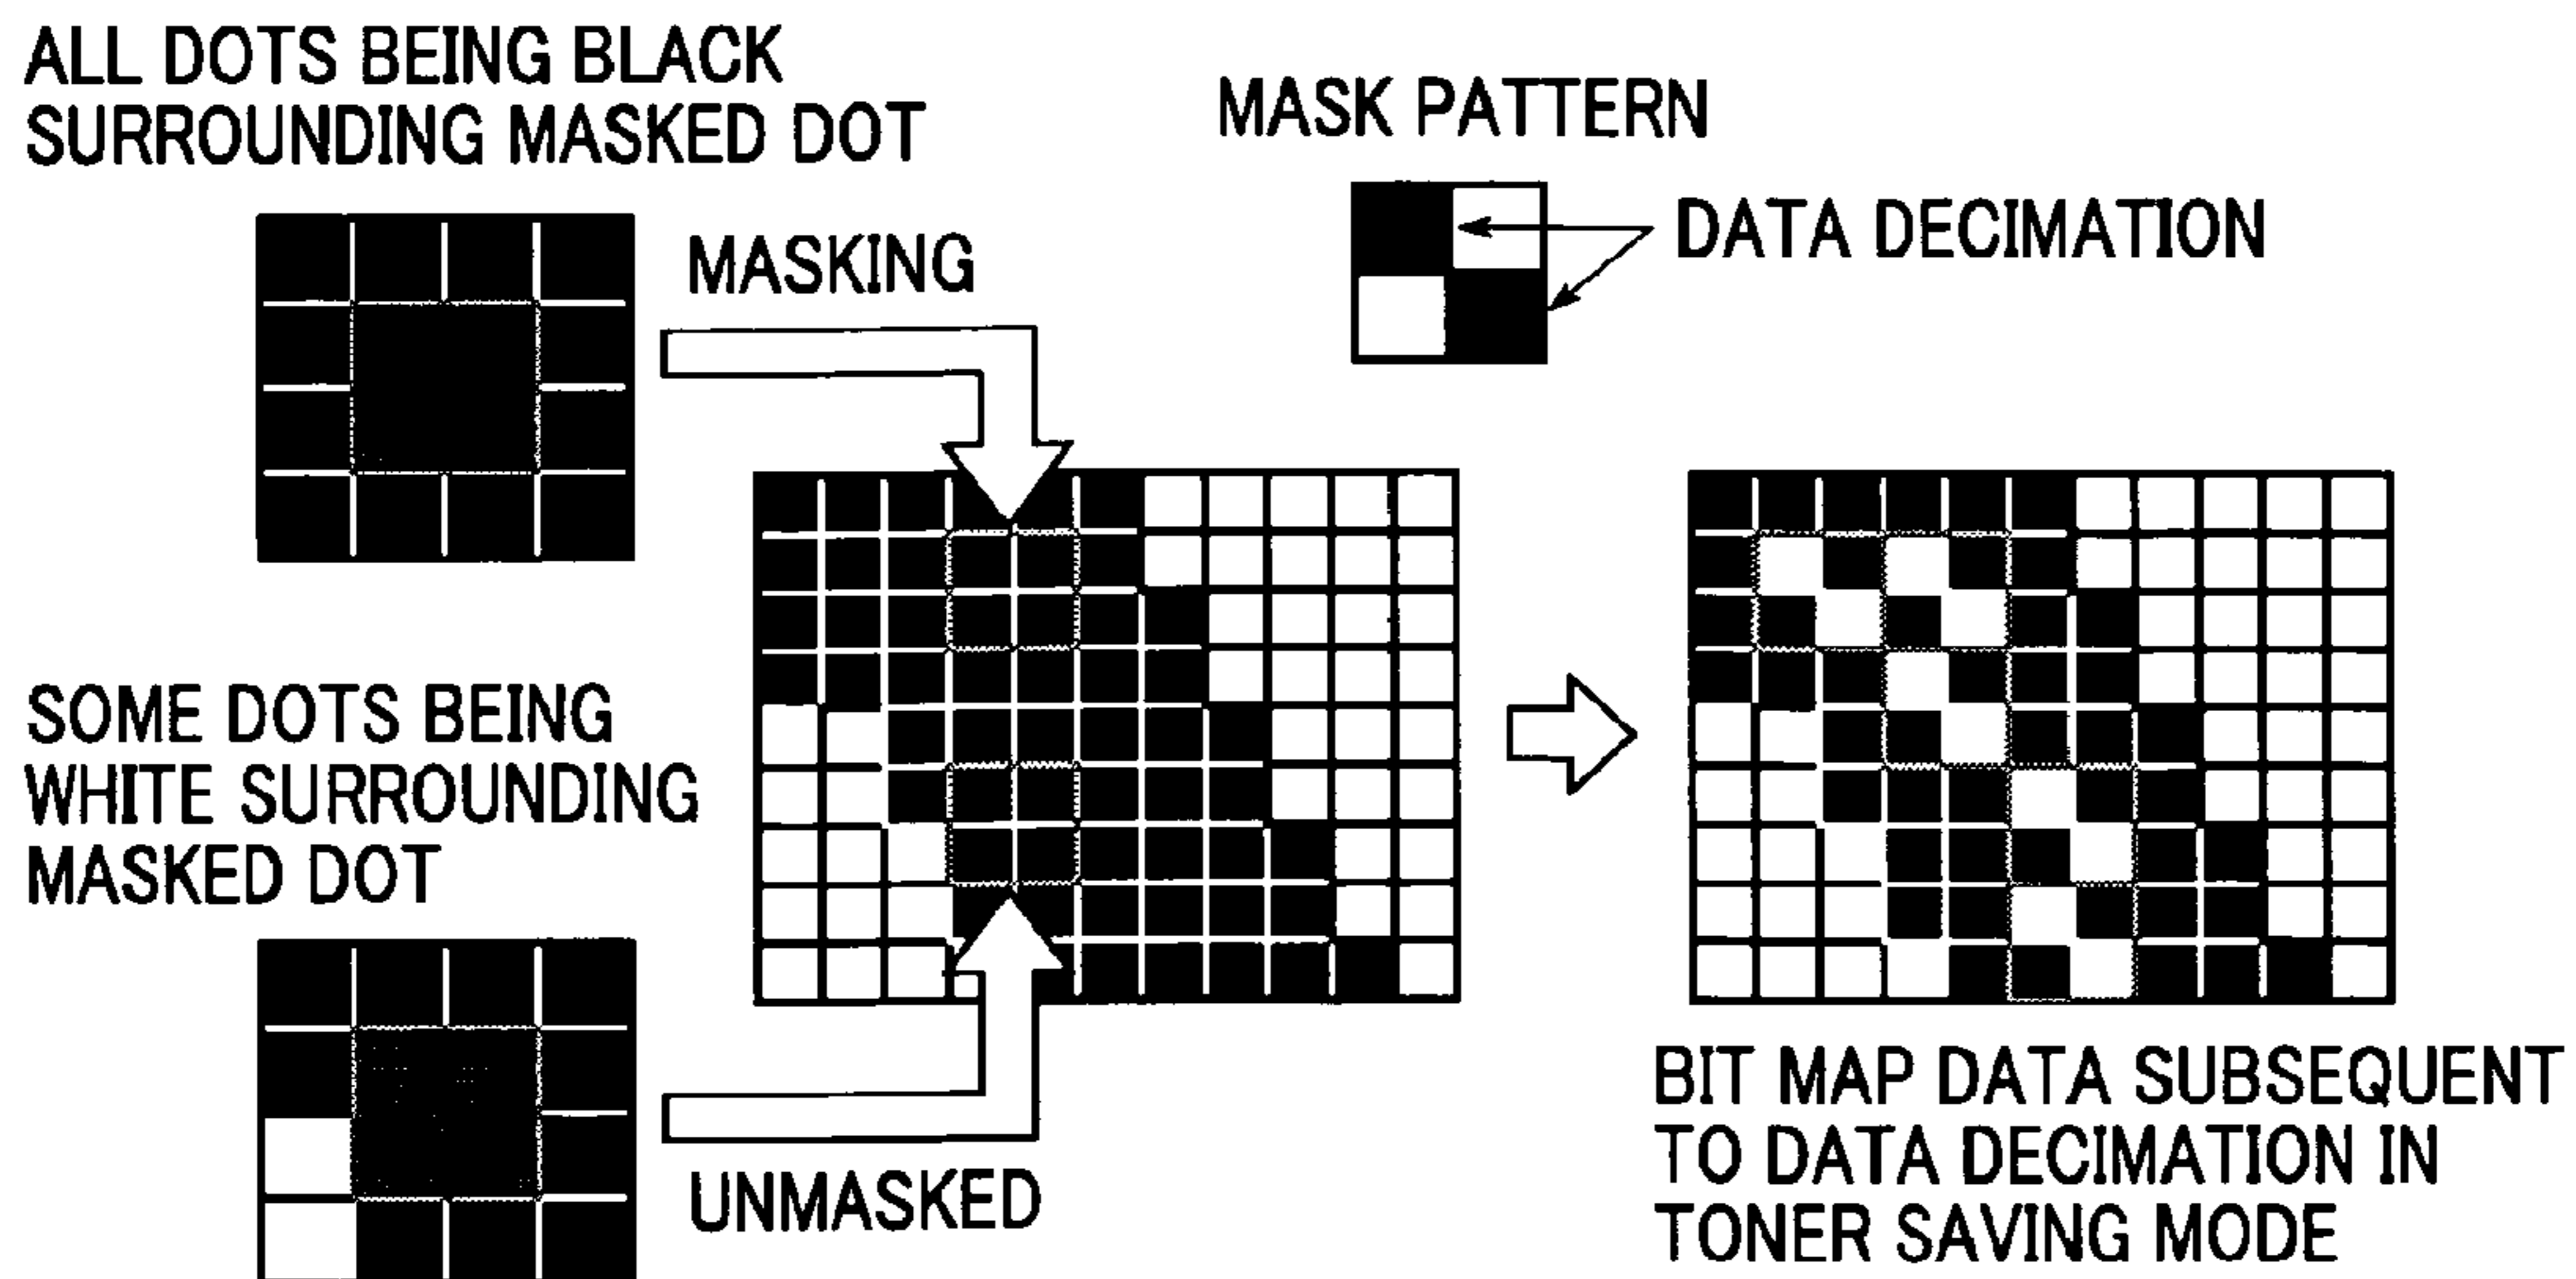 ALL DOTS BEING BLACK
SURROUNDING MASKED DOT
MASK PATTERN
DATA DECIMATION
MASKING
SOME DOTS BEING
WHITE SURROUNDING
MASKED DOT
UNMASKED
BIT MAP DATA SUBSEQUENT
TO DATA DECIMATION IN
TONER SAVING MODE